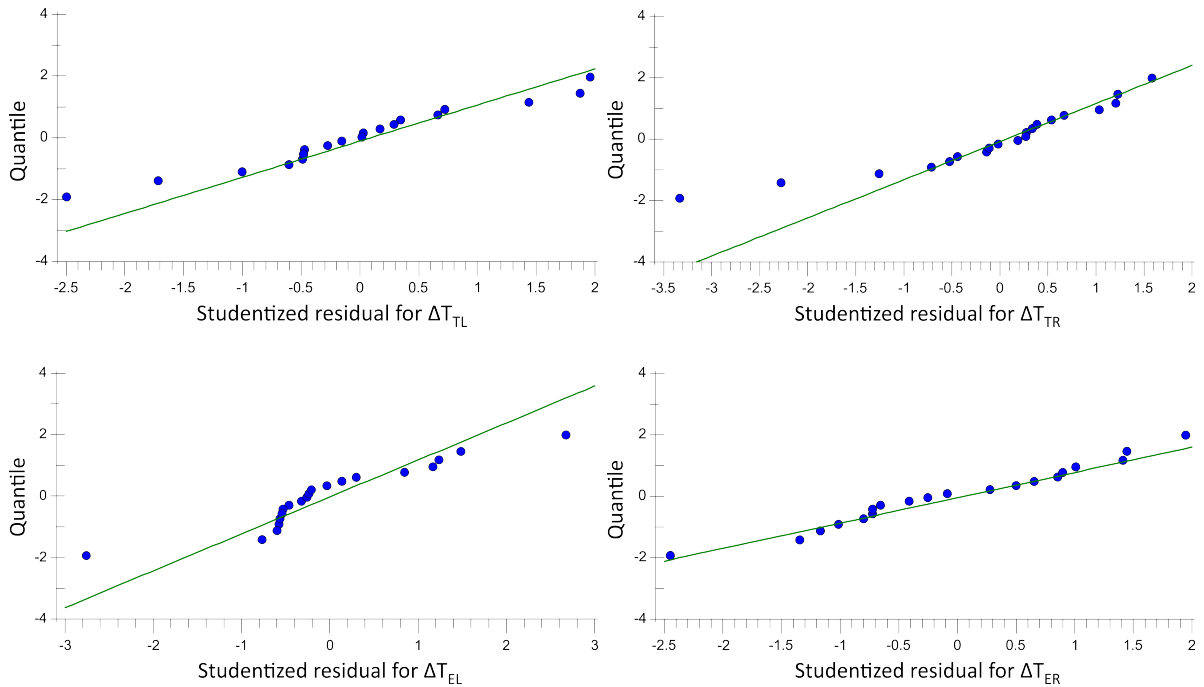 4
2
0
-2
-4
Quantile
-2.5 -2 -1.5 -1 -0.5 0 0.5 1 1.5 2
Studentized residual for ΔT_TL
4
2
0
-2
-4
Quantile
-3.5 -3 -2.5 -2 -1.5 -1 -0.5 0 0.5 1 1.5 2
Studentized residual for ΔT_TR
4
2
0
-2
-4
Quantile
-3 -2 -1 0 1 2 3
Studentized residual for ΔT_EL
4
2
0
-2
-4
Quantile
-2.5 -2 -1.5 -1 -0.5 0 0.5 1 1.5 2
Studentized residual for ΔT_ER